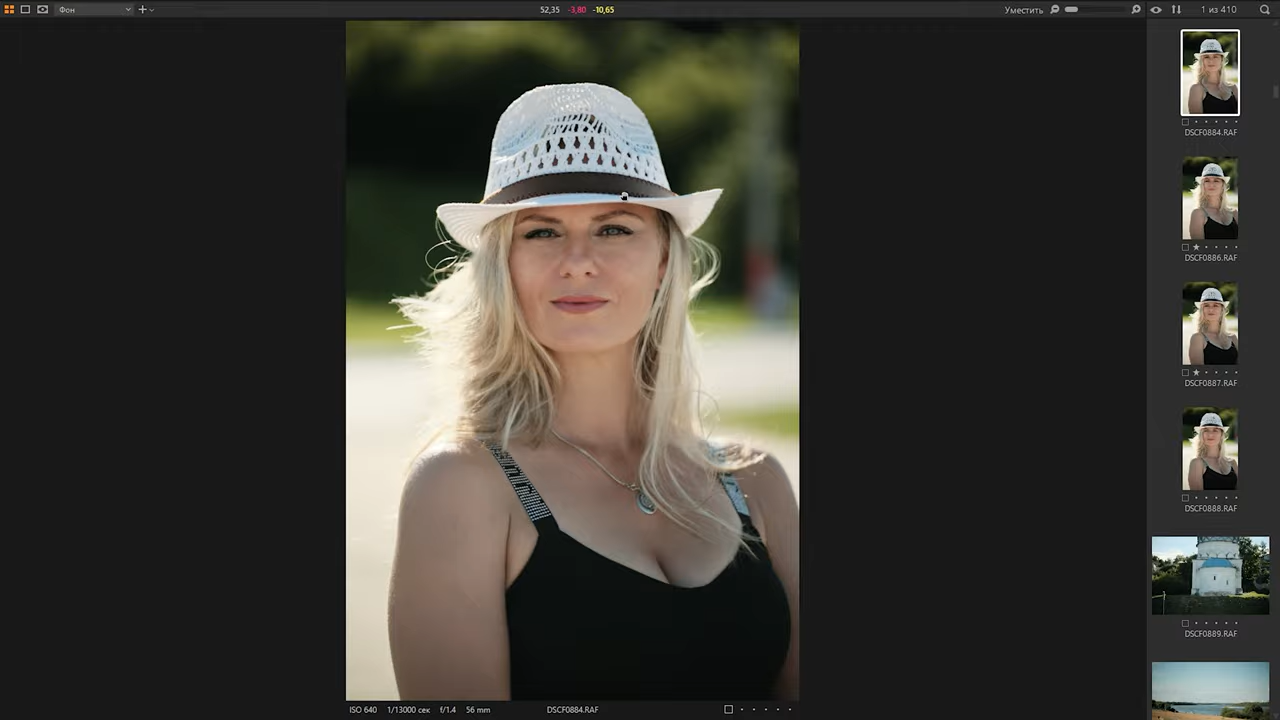 Фон
52,35 -3,80 -10,65
Уместить
1 из 410
DSCF0884.RAF
DSCF0886.RAF
DSCF0887.RAF
DSCF0888.RAF
DSCF0889.RAF
ISO 640 1/13000 сек f/1.4 56 mm DSCF0884.RAF